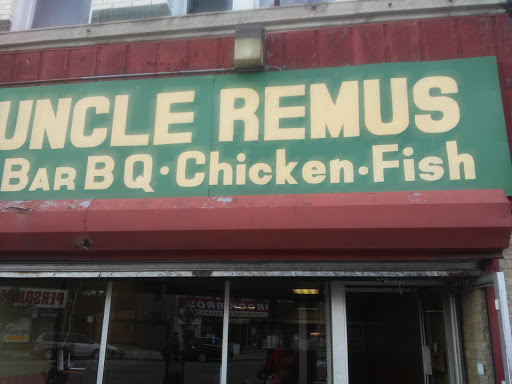 UNCLE REMUS
BAR B Q · Chicken · Fish